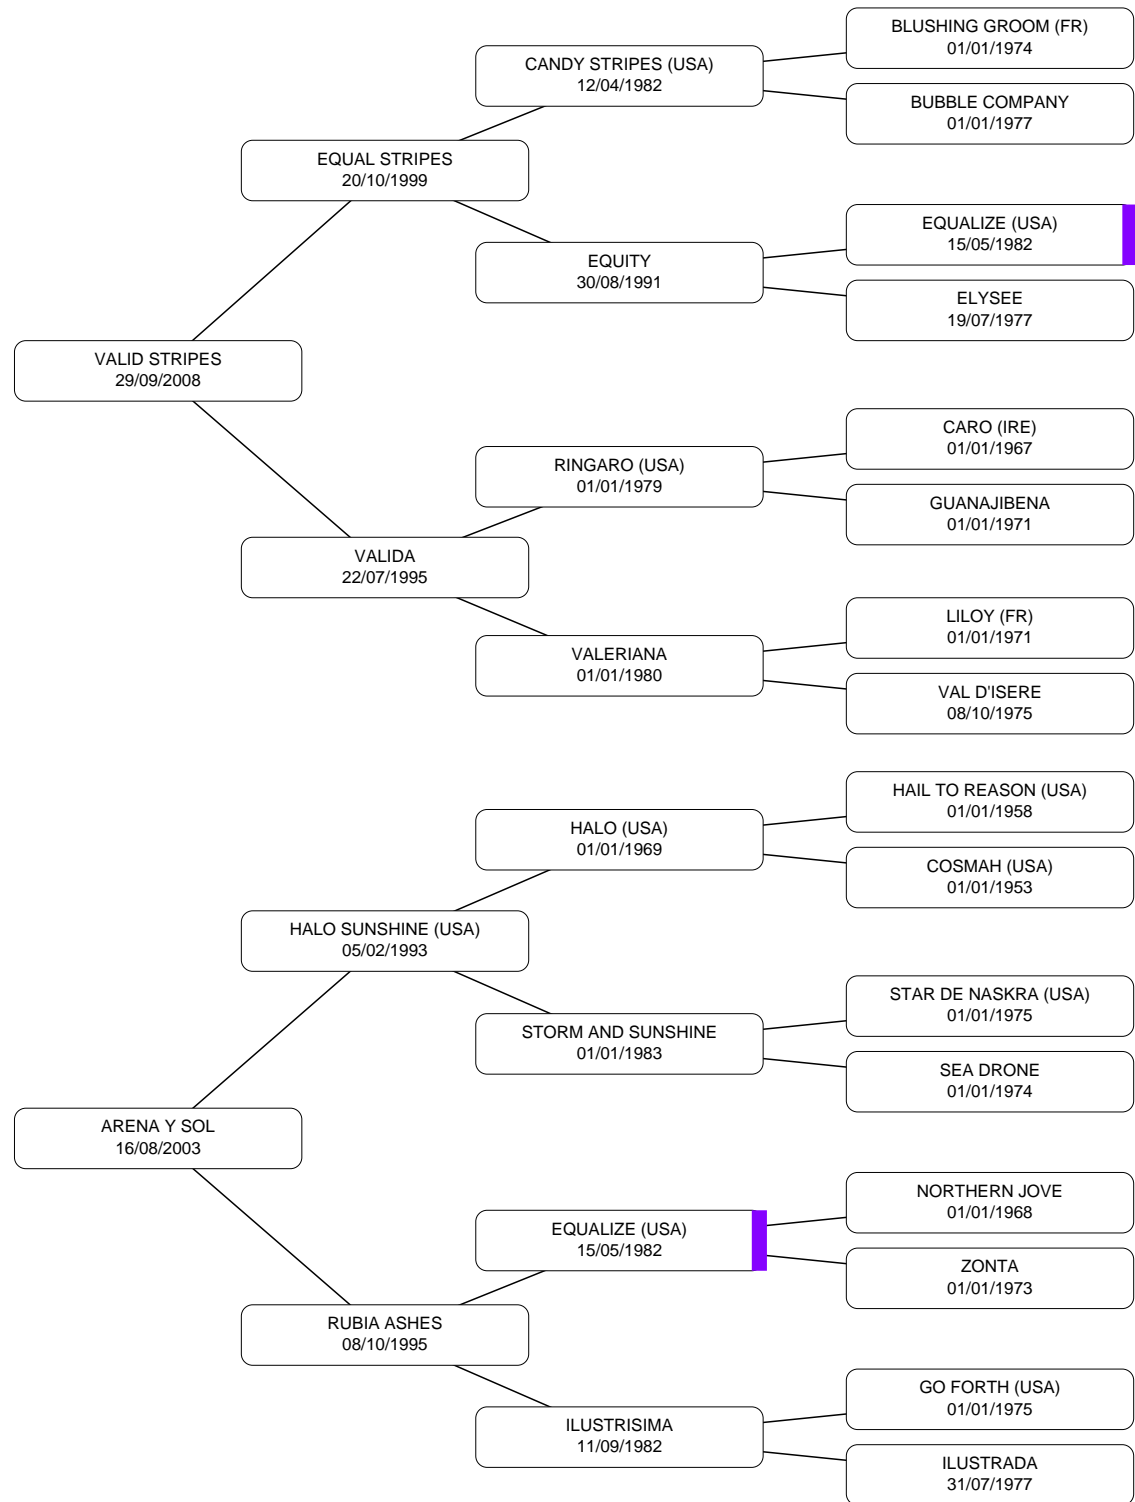 BLUSHING GROOM (FR)
01/01/1974
CANDY STRIPES (USA)
12/04/1982
BUBBLE COMPANY
01/01/1977
EQUAL STRIPES
20/10/1999
EQUALIZE (USA)
15/05/1982
EQUITY
30/08/1991
ELYSEE
19/07/1977
VALID STRIPES
29/09/2008
CARO (IRE)
01/01/1967
RINGARO (USA)
01/01/1979
GUANAJIBENA
01/01/1971
VALIDA
22/07/1995
LILOY (FR)
01/01/1971
VALERIANA
01/01/1980
VAL D'ISERE
08/10/1975
HAIL TO REASON (USA)
01/01/1958
HALO (USA)
01/01/1969
COSMAH (USA)
01/01/1953
HALO SUNSHINE (USA)
05/02/1993
STAR DE NASKRA (USA)
01/01/1975
STORM AND SUNSHINE
01/01/1983
SEA DRONE
01/01/1974
ARENA Y SOL
16/08/2003
NORTHERN JOVE
01/01/1968
EQUALIZE (USA)
15/05/1982
ZONTA
01/01/1973
RUBIA ASHES
08/10/1995
GO FORTH (USA)
01/01/1975
ILUSTRISIMA
11/09/1982
ILUSTRADA
31/07/1977